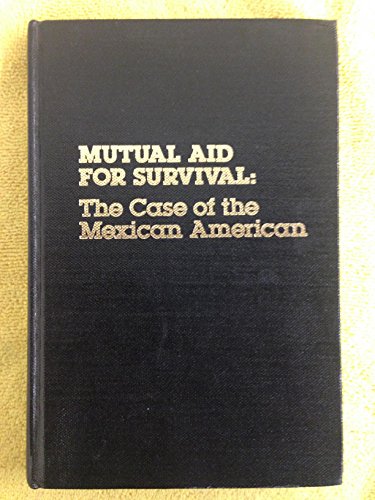 MUTUAL AID
FOR SURVIVAL:
The Case of the
Mexican American